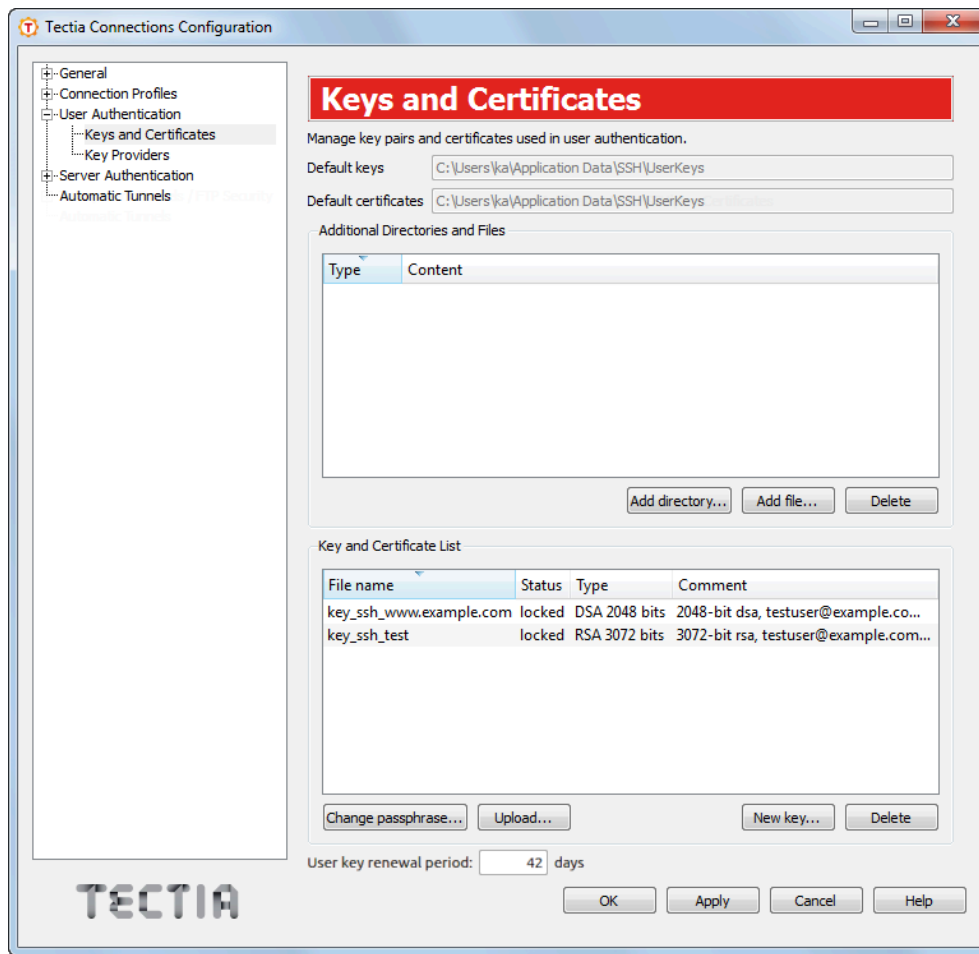 Tectia Connections Configuration
General
Connection Profiles
User Authentication
Keys and Certificates
Key Providers
Server Authentication
Automatic Tunnels / FTP Security
Automatic Tunnels
Keys and Certificates
Manage key pairs and certificates used in user authentication.
Default keys C:\Users\ka\Application Data\SSH\UserKeys
Default certificates C:\Users\ka\Application Data\SSH\UserKeys
Additional Directories and Files
Type Content
Add directory... Add file... Delete
Key and Certificate List
File name Status Type Comment
key_ssh_www.example.com locked DSA 2048 bits 2048-bit dsa, testuser@example.co...
key_ssh_test locked RSA 3072 bits 3072-bit rsa, testuser@example.com...
Change passphrase... Upload... New key... Delete
User key renewal period: 42 days
TECTIA
OK Apply Cancel Help